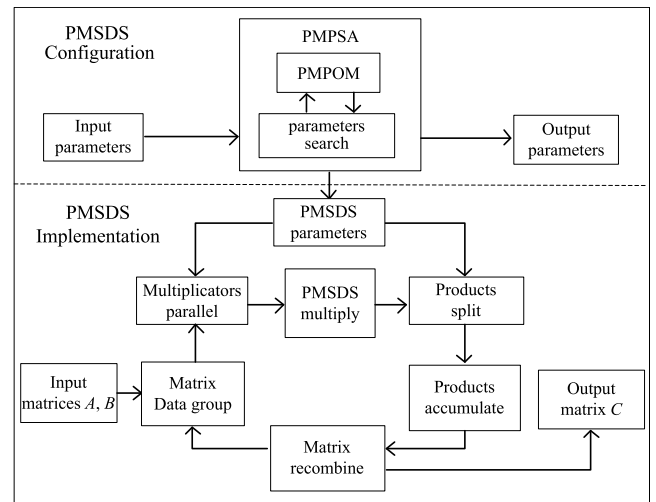 PMSDS
Configuration
PMPSA
PMPOM
parameters
search
Input
parameters
Output
parameters
PMSDS
Implementation
PMSDS
parameters
Multiplicators
parallel
PMSDS
multiply
Products
split
Input
matrices A, B
Matrix
Data group
Products
accumulate
Output
matrix C
Matrix
recombine